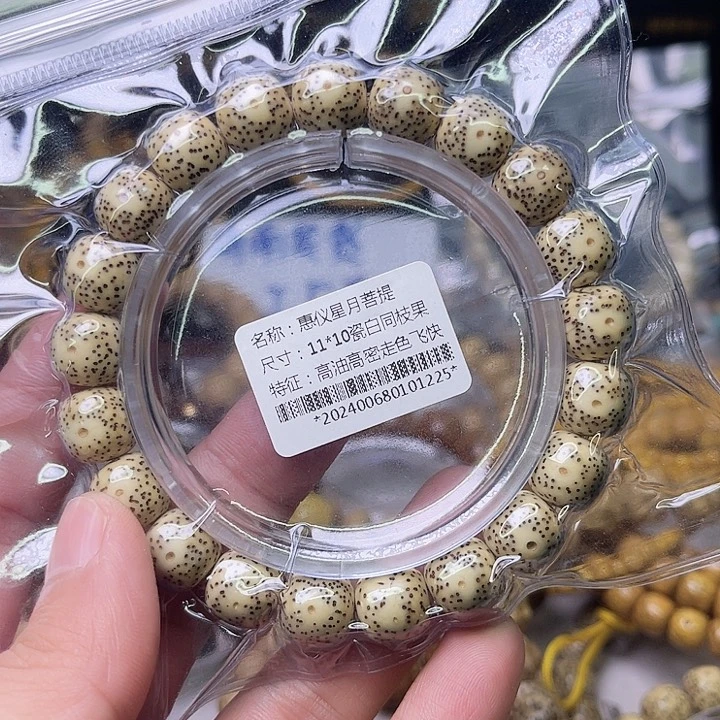 名称：惠仪星月菩提
尺寸：11*10瓷白同枝果
特征：高油高密走色飞快
*202400680101225*